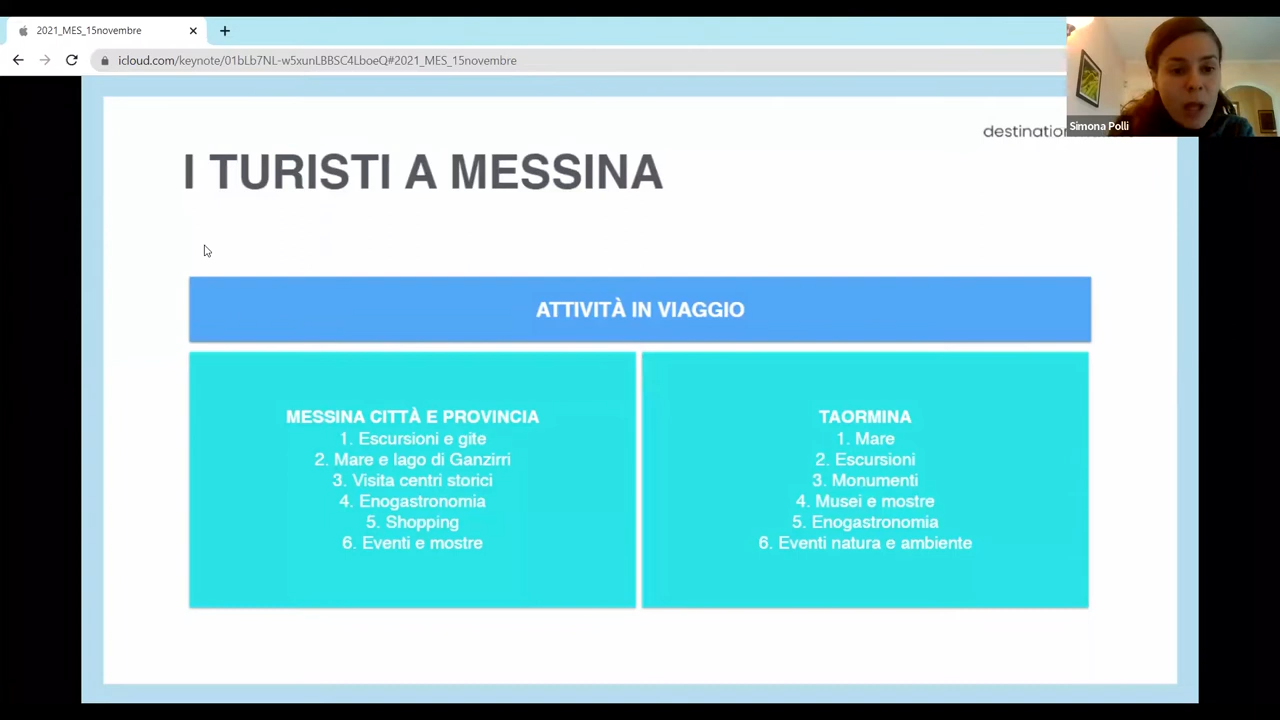 2021_MES_15novembre
icloud.com/keynote/01bLb7NL-w5xunLBBSC4LboeQ#2021_MES_15novembre
Simona Polli
I TURISTI A MESSINA
ATTIVITÀ IN VIAGGIO
MESSINA CITTÀ E PROVINCIA
1. Escursioni e gite
2. Mare e lago di Ganzirri
3. Visita centri storici
4. Enogastronomia
5. Shopping
6. Eventi e mostre
TAORMINA
1. Mare
2. Escursioni
3. Monumenti
4. Musei e mostre
5. Enogastronomia
6. Eventi natura e ambiente